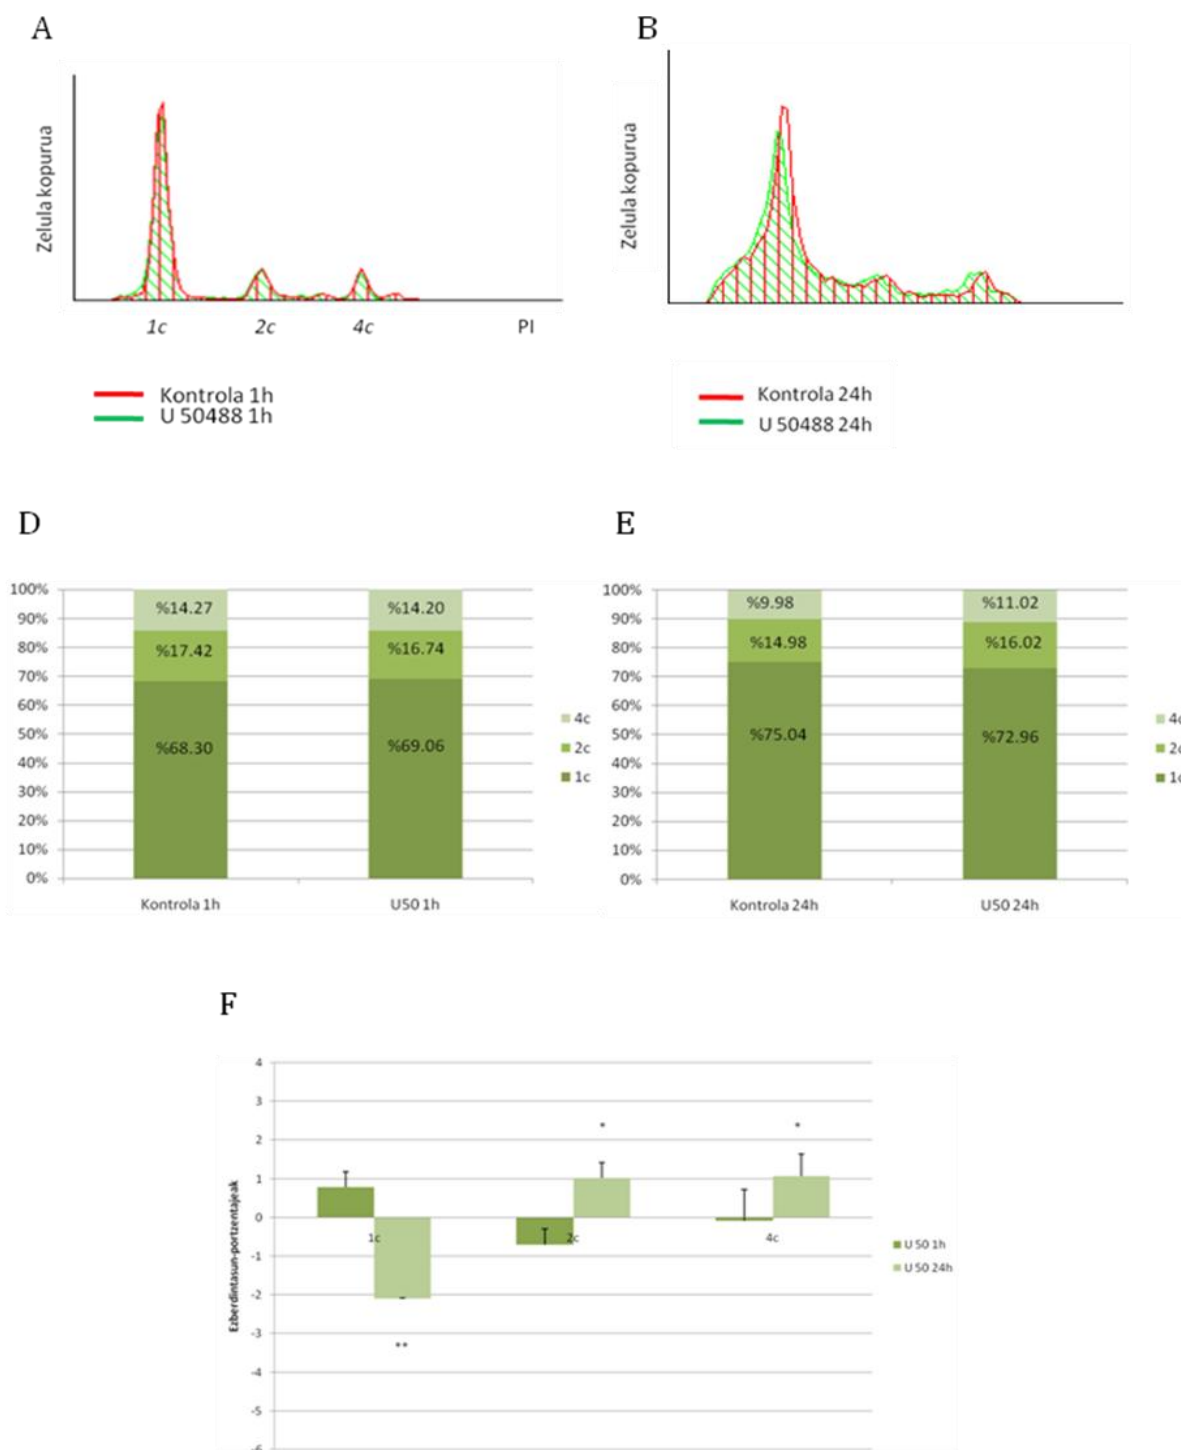 A
B
Zelula kopurua
Zelula kopurua
1c
2c
4c
PI
Kontrola 1h
U 50488 1h
Kontrola 24h
U 50488 24h
D
E
100%
90%
80%
70%
60%
50%
40%
30%
20%
10%
0%
%14.27
%14.20
%17.42
%16.74
%68.30
%69.06
4c
2c
1c
Kontrola 1h
U50 1h
100%
90%
80%
70%
60%
50%
40%
30%
20%
10%
0%
%9.98
%11.02
%14.98
%16.02
%75.04
%72.96
Kontrola 24h
U50 24h
F
4
3
2
1
0
-1
-2
-3
-4
-5
-6
Ezberdintasun-portzentajeak
*
*
**
1c
2c
4c
U 50 1h
U 50 24h